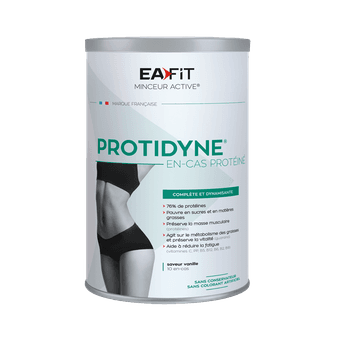 EAFIT
MINCEUR ACTIVE®
MARQUE FRANÇAISE
PROTIDYNE®
EN-CAS PROTÉINÉ
COMPLÈTE ET DYNAMISANTE
76% de protéines
Pauvre en sucres et en matières
grasses
Préserve la masse musculaire
(protéines)
Agit sur le métabolisme des graisses
et préserve la vitalité
Aide à réduire la fatigue
saveur vanille
10 en-cas
SANS CONSERVATEUR
SANS COLORANT ARTIFICIEL